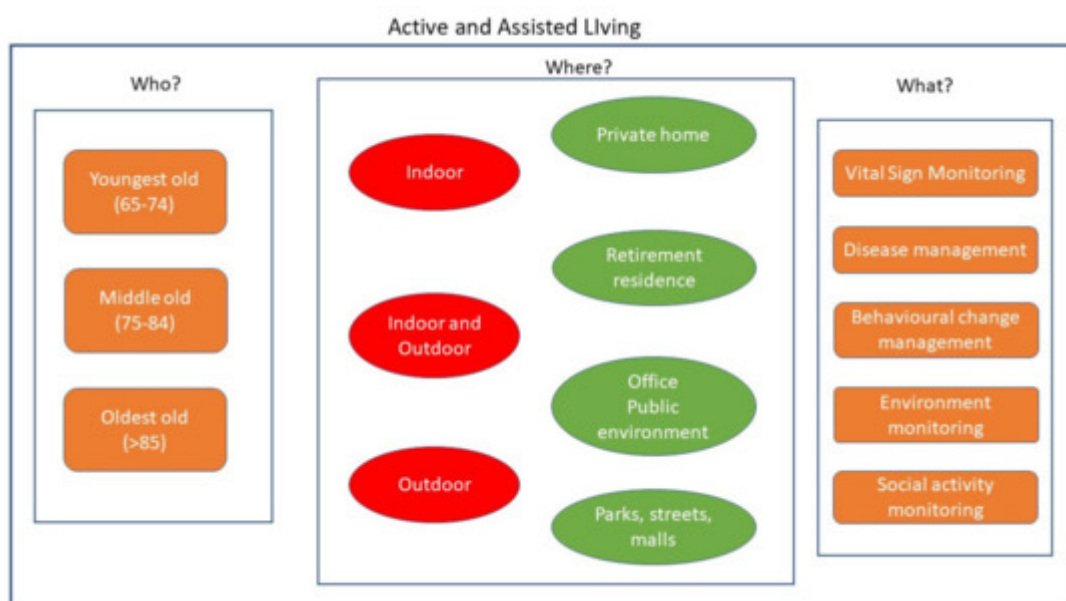 Active and Assisted LIving
Who?
Youngest old
(65-74)
Middle old
(75-84)
Oldest old
(>85)
Where?
Indoor
Indoor and
Outdoor
Outdoor
Private home
Retirement
residence
Office
Public
environment
Parks, streets,
malls
What?
Vital Sign Monitoring
Disease management
Behavioural change
management
Environment
monitoring
Social activity
monitoring